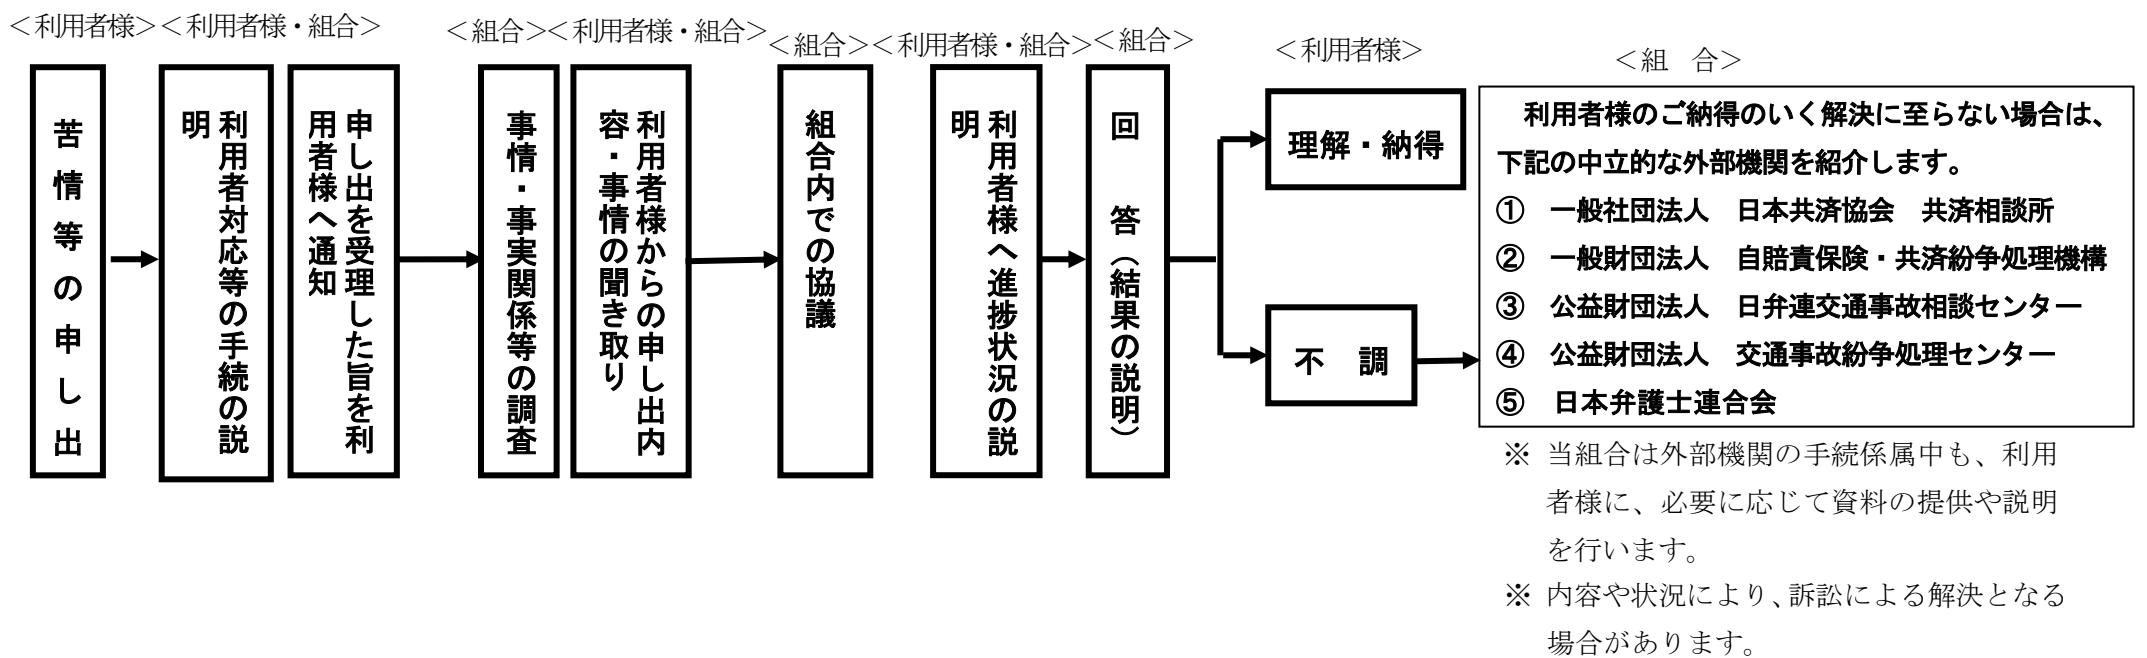 ＜利用者様＞
＜利用者様・組合＞
＜組合＞
＜利用者様・組合＞
＜組合＞
＜利用者様・組合＞
＜組合＞
＜利用者様＞
＜組　合＞
苦情等の申し出
利用者対応等の手続の説
明
申し出を受理した旨を利
用者様へ通知
事情・事実関係等の調査
利用者様からの申し出内
容・事情の聞き取り
組合内での協議
利用者様へ進捗状況の説
明
回　答（結果の説明）
理解・納得
不　調
利用者様のご納得のいく解決に至らない場合は、
下記の中立的な外部機関を紹介します。
①　一般社団法人　日本共済協会　共済相談所
②　一般財団法人　自賠責保険・共済紛争処理機構
③　公益財団法人　日弁連交通事故相談センター
④　公益財団法人　交通事故紛争処理センター
⑤　日本弁護士連合会
※ 当組合は外部機関の手続係属中も、利用
者様に、必要に応じて資料の提供や説明
を行います。
※ 内容や状況により、訴訟による解決となる
場合があります。